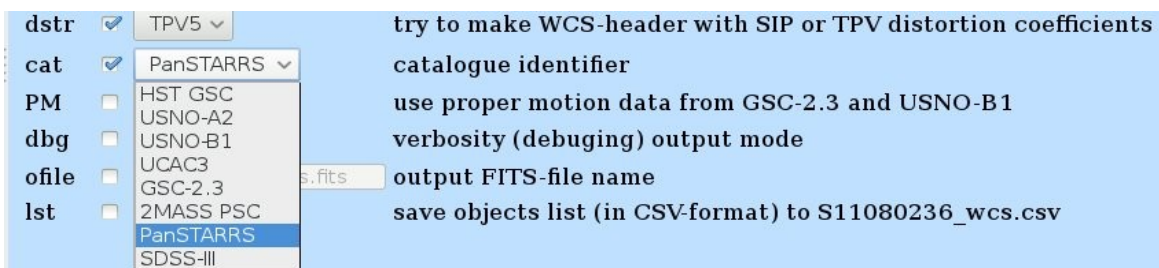 dstr TPV5 try to make WCS-header with SIP or TPV distortion coefficients
cat PanSTARRS catalogue identifier
HST GSC
PM use proper motion data from GSC-2.3 and USNO-B1
USNO-A2
dbg USNO-B1 verbosity (debuging) output mode
UCAC3
ofile s.fits output FITS-file name
GSC-2.3
lst 2MASS PSC save objects list (in CSV-format) to S11080236_wcs.csv
PanSTARRS
SDSS-III